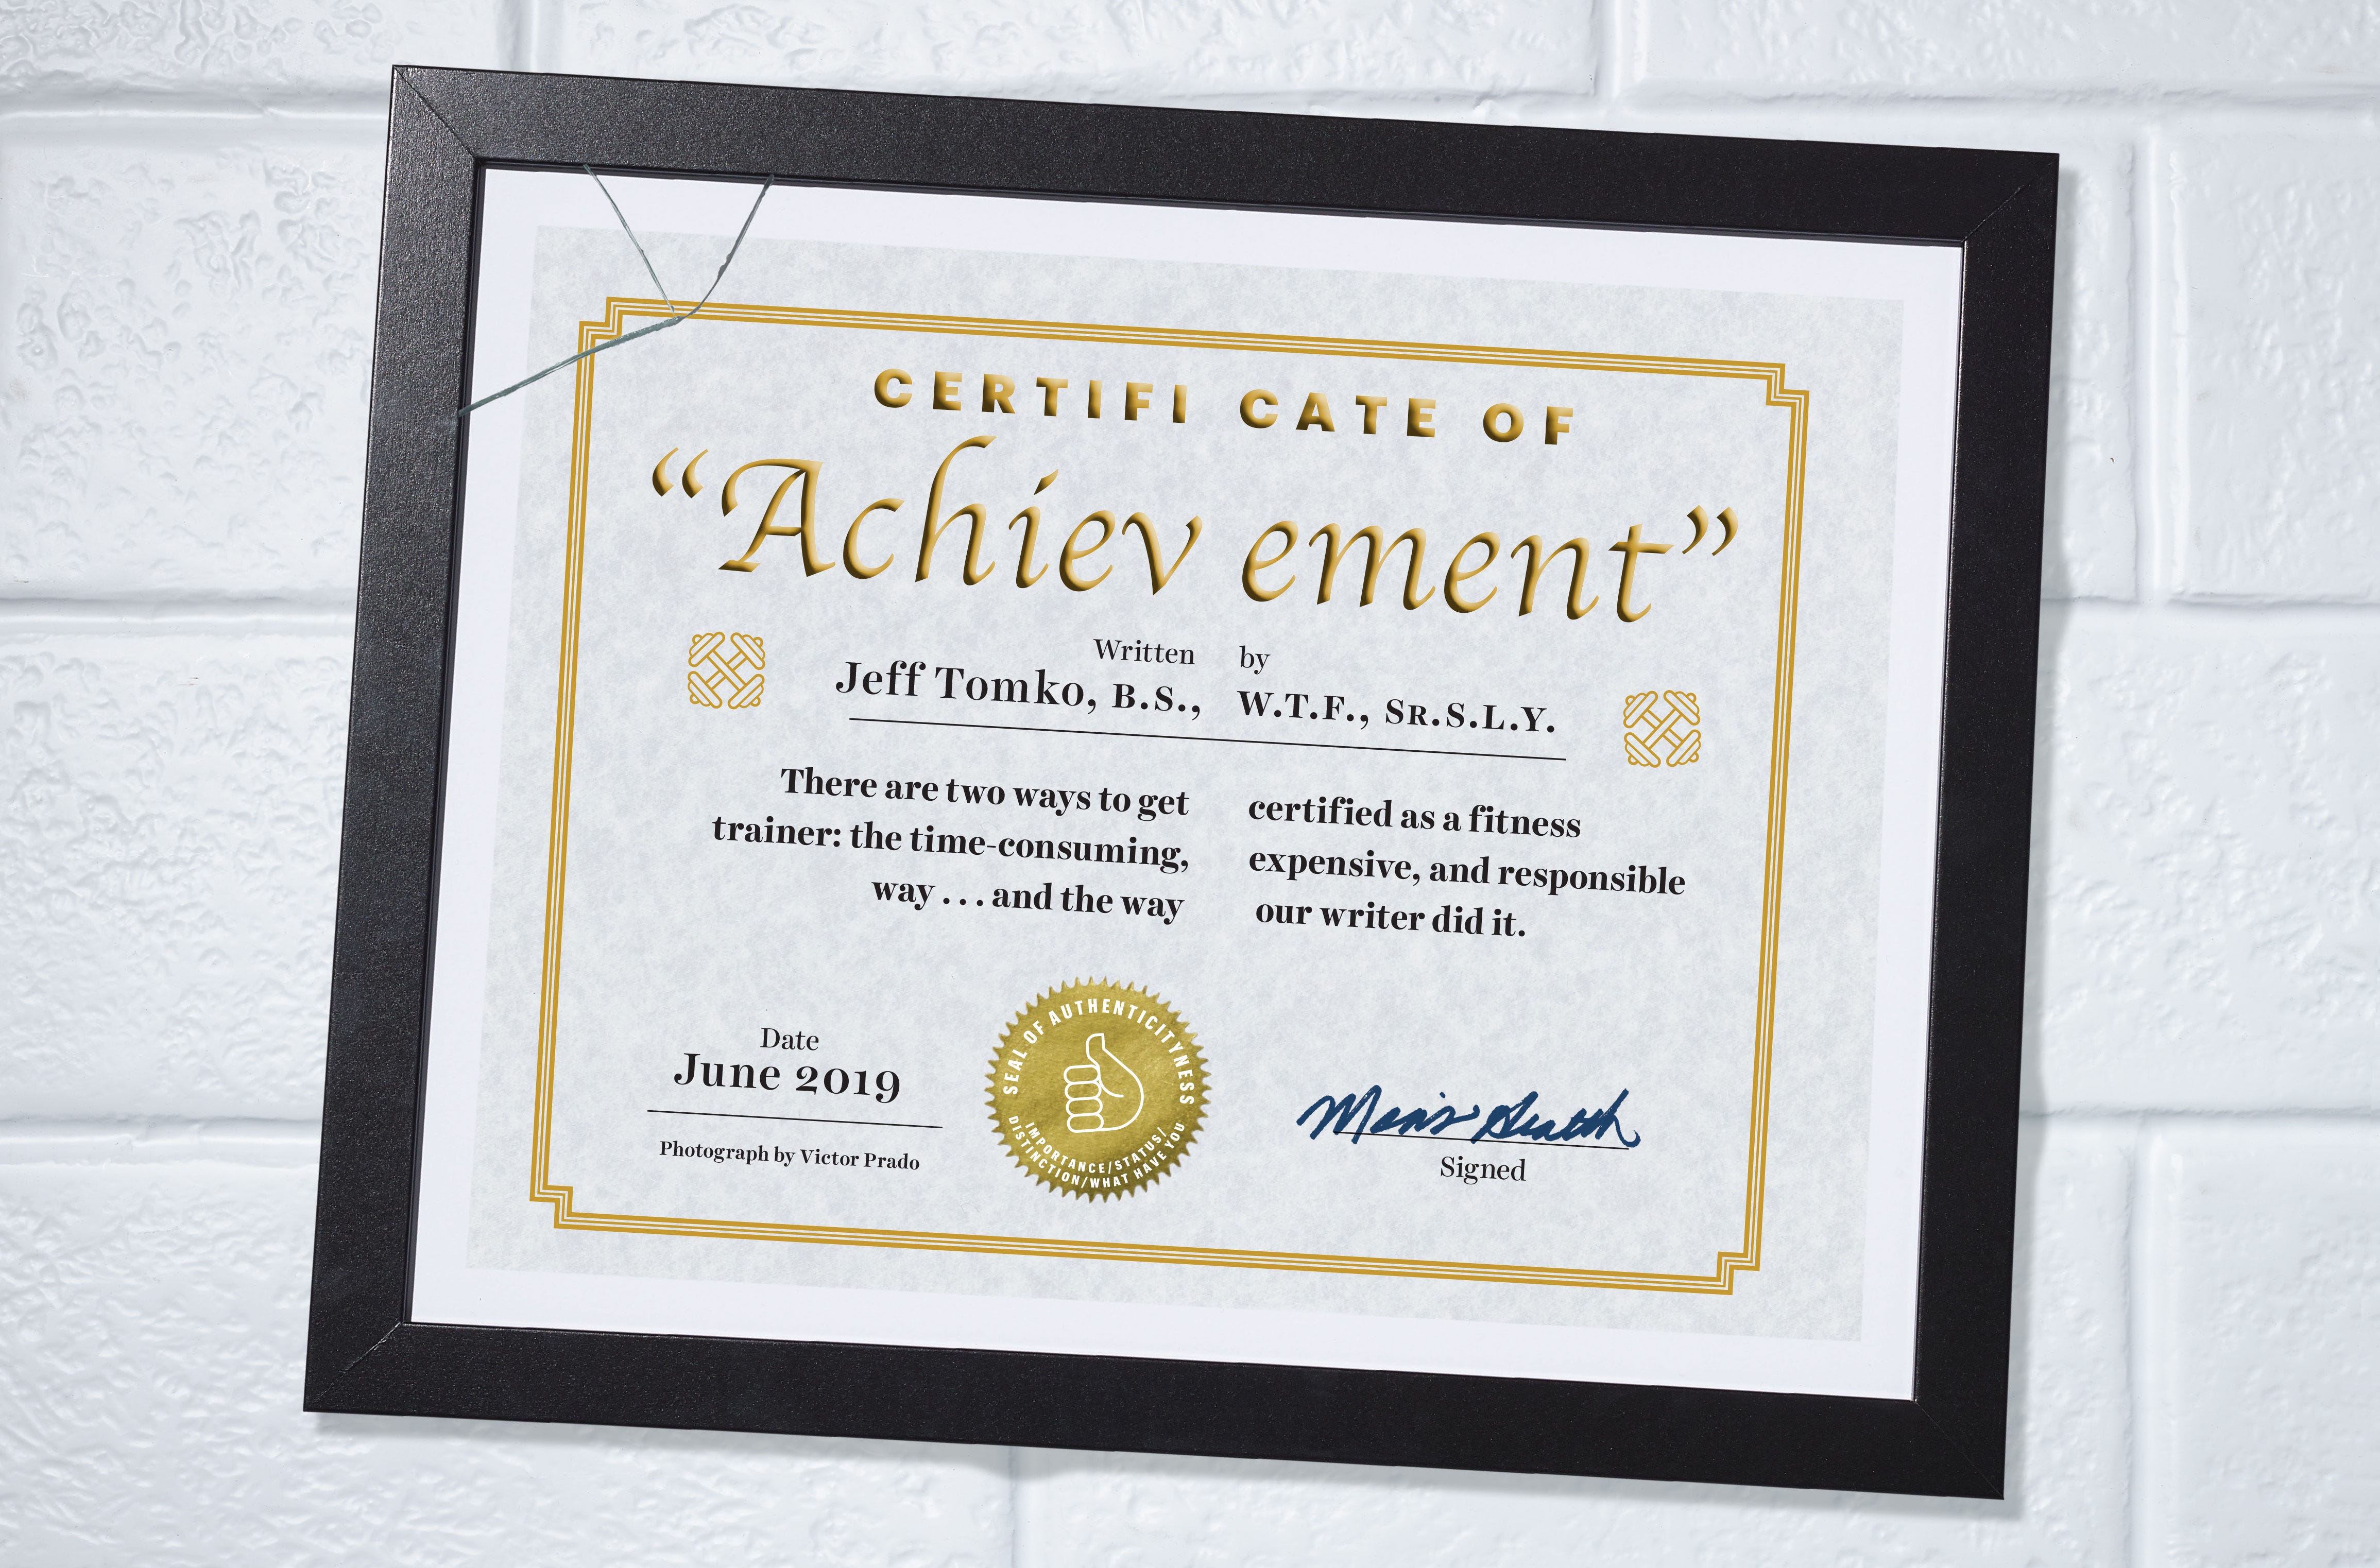 CERTIFI CATE OF
“Achiev ement”
Written by
Jeff Tomko, B.S., W.T.F., SR.S.L.Y.
There are two ways to get certified as a fitness
trainer: the time-consuming, expensive, and responsible
way . . . and the way our writer did it.
Date
June 2019
Photograph by Victor Prado
SEAL OF AUTHENTICITYNESS
IMPORTANCE/STATUS/
DISTINCTION/WHAT HAVE YOU
Men's Health
Signed